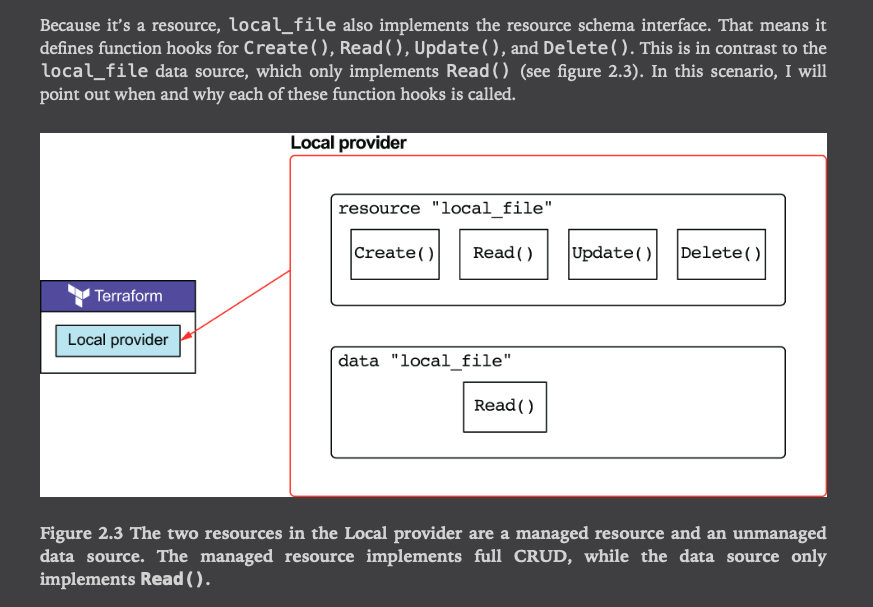 Because it’s a resource, local_file also implements the resource schema interface. That means it
defines function hooks for Create(), Read(), Update(), and Delete(). This is in contrast to the
local_file data source, which only implements Read() (see figure 2.3). In this scenario, I will
point out when and why each of these function hooks is called.
Local provider
resource "local_file"
Create()
Read()
Update()
Delete()
Terraform
Local provider
data "local_file"
Read()
Figure 2.3 The two resources in the Local provider are a managed resource and an unmanaged
data source. The managed resource implements full CRUD, while the data source only
implements Read().